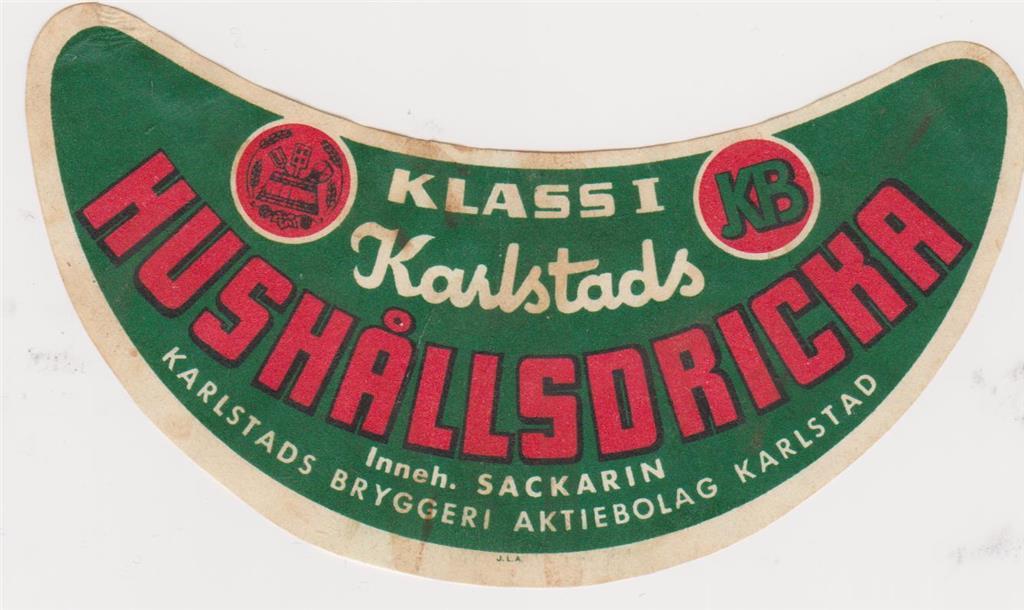 KLASS I
KB
Karlstads
HUSHÅLLSDRICKA
Inneh. SACKARIN
KARLSTADS BRYGGERI AKTIEBOLAG KARLSTAD
J.L.A.